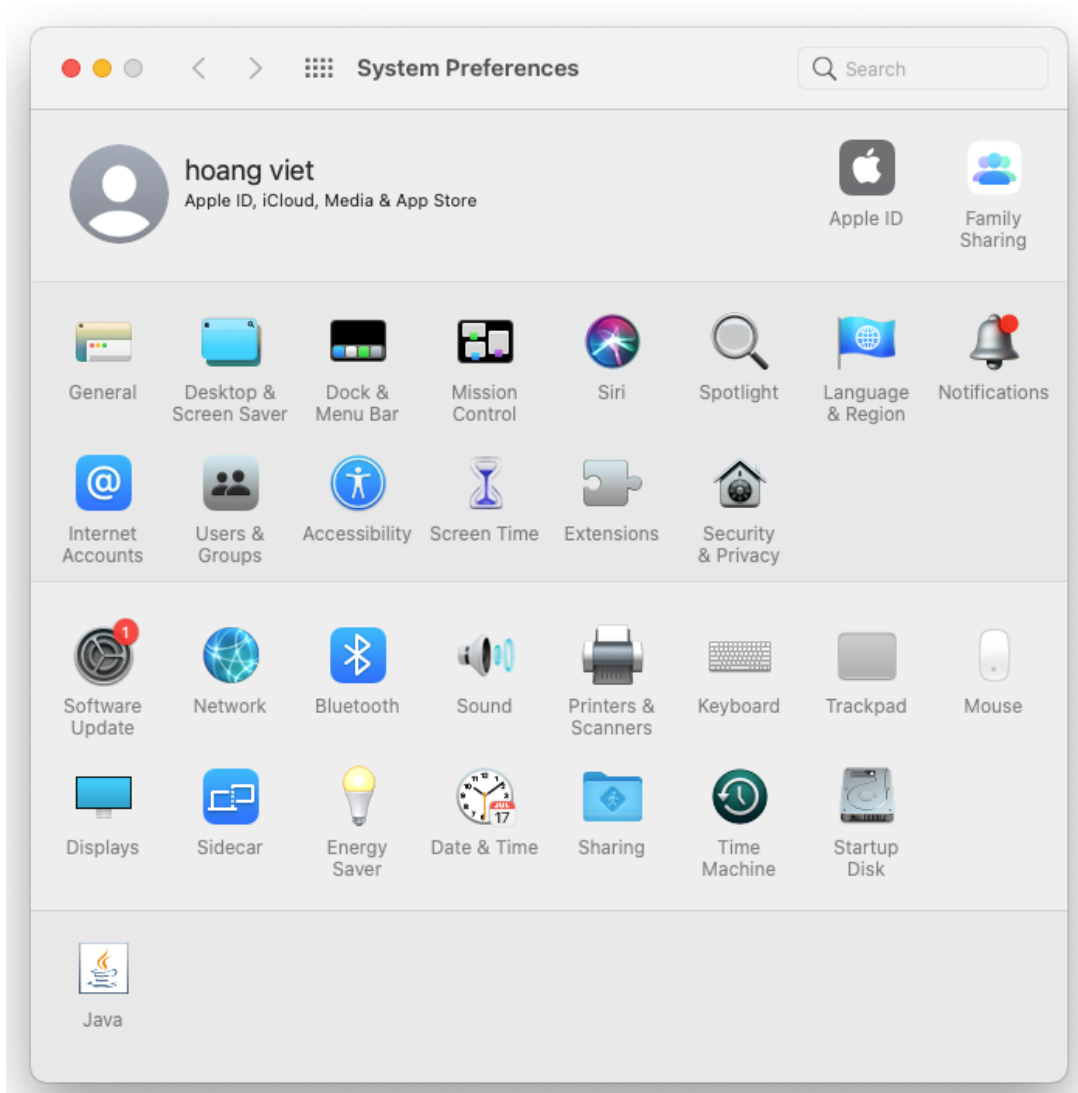 System Preferences
Search
hoang viet
Apple ID, iCloud, Media & App Store
Apple ID
Family
Sharing
General
Desktop &
Screen Saver
Dock &
Menu Bar
Mission
Control
Siri
Spotlight
Language
& Region
Notifications
Internet
Accounts
Users &
Groups
Accessibility
Screen Time
Extensions
Security
& Privacy
1
Software
Update
Network
Bluetooth
Sound
Printers &
Scanners
Keyboard
Trackpad
Mouse
Displays
Sidecar
Energy
Saver
JUL
17
Date & Time
Sharing
Time
Machine
Startup
Disk
Java